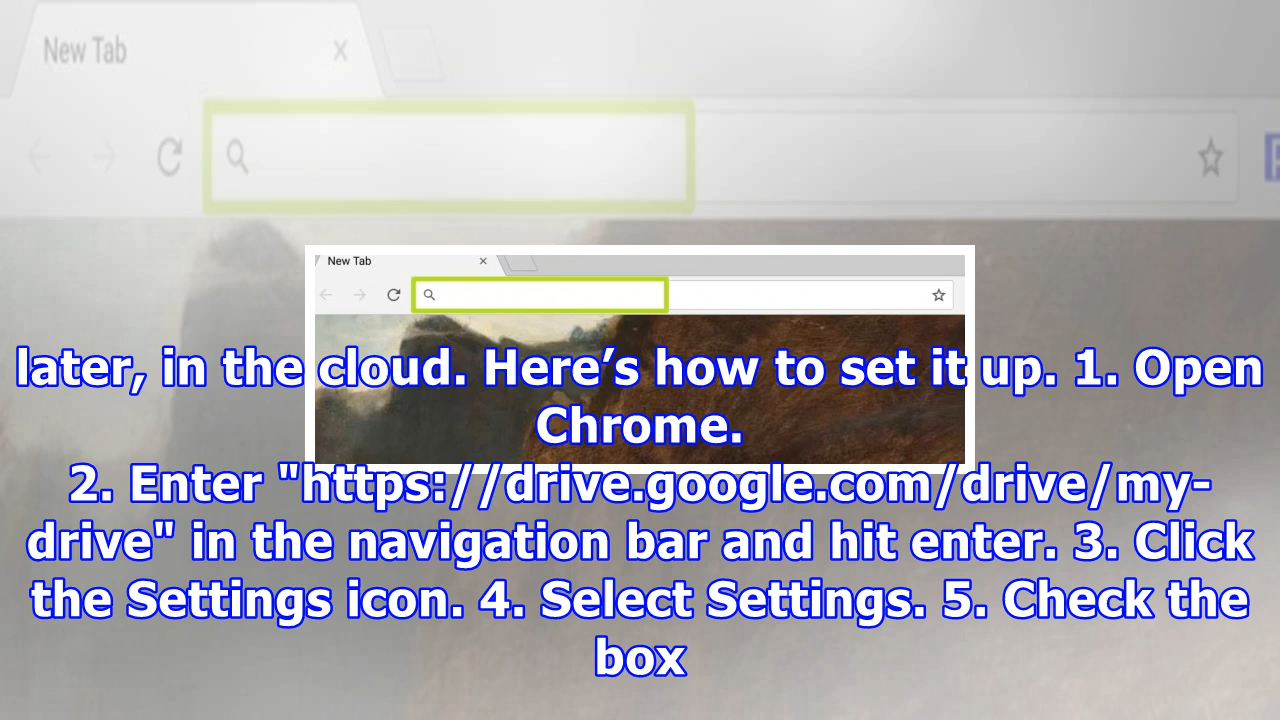 New Tab
New Tab
later, in the cloud. Here’s how to set it up. 1. Open
Chrome.
2. Enter "https://drive.google.com/drive/my-
drive" in the navigation bar and hit enter. 3. Click
the Settings icon. 4. Select Settings. 5. Check the
box